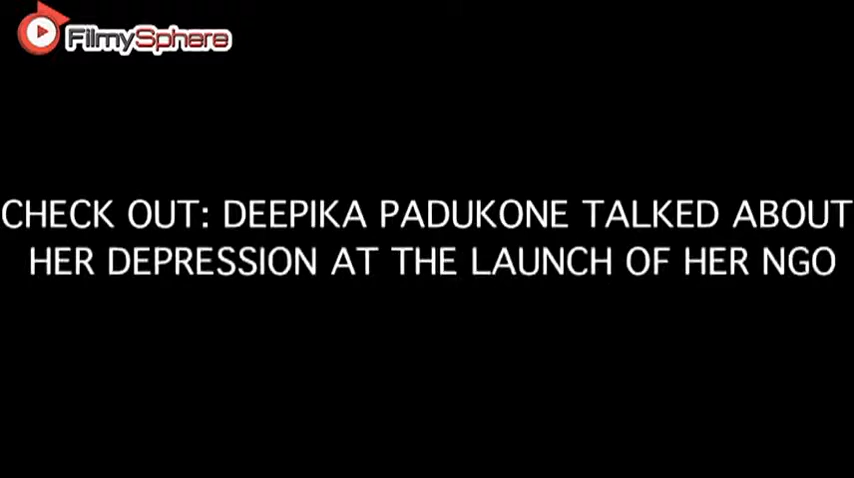 FilmySphere
CHECK OUT: DEEPIKA PADUKONE TALKED ABOUT
HER DEPRESSION AT THE LAUNCH OF HER NGO